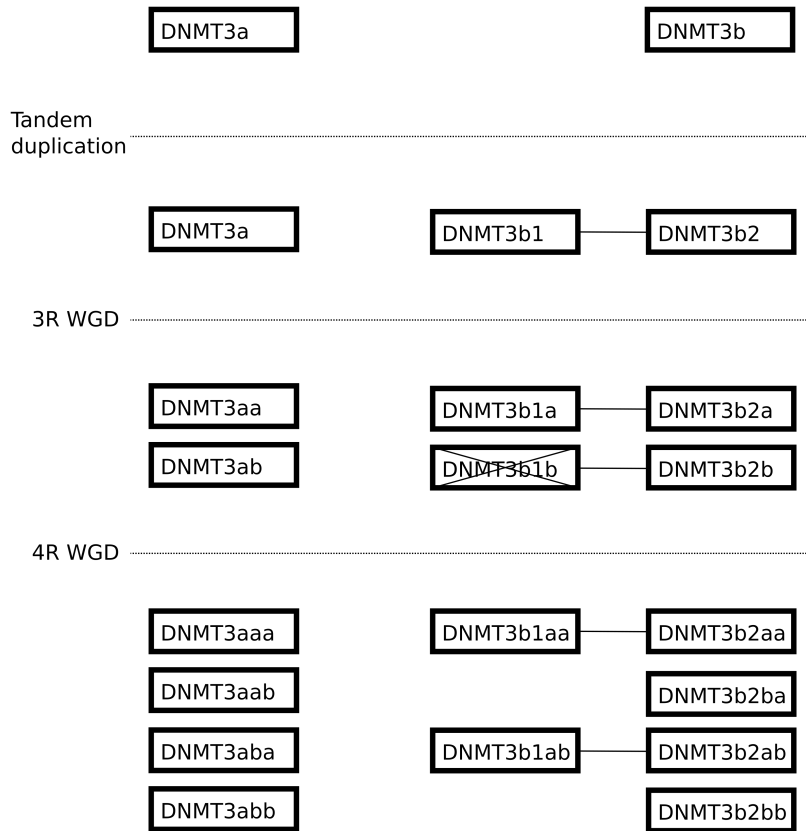 DNMT3a
DNMT3b
Tandem
duplication
DNMT3a
DNMT3b1
DNMT3b2
3R WGD
DNMT3aa
DNMT3b1a
DNMT3b2a
DNMT3ab
DNMT3b1b
DNMT3b2b
4R WGD
DNMT3aaa
DNMT3b1aa
DNMT3b2aa
DNMT3aab
DNMT3b2ba
DNMT3aba
DNMT3b1ab
DNMT3b2ab
DNMT3abb
DNMT3b2bb